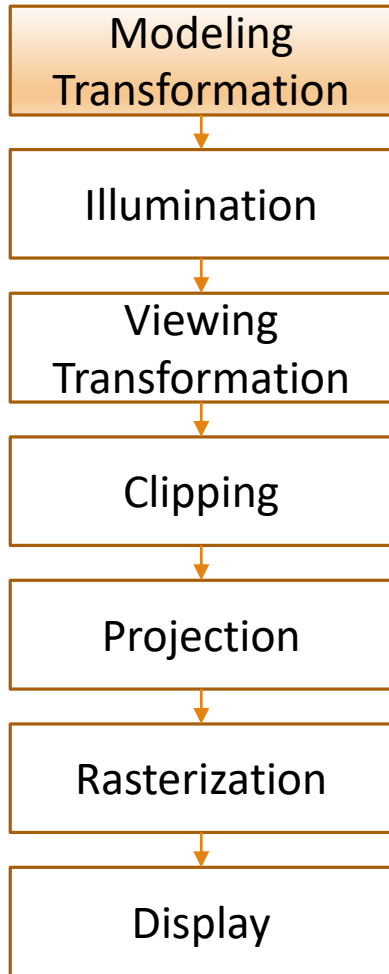 Modeling
Transformation
Illumination
Viewing
Transformation
Clipping
Projection
Rasterization
Display